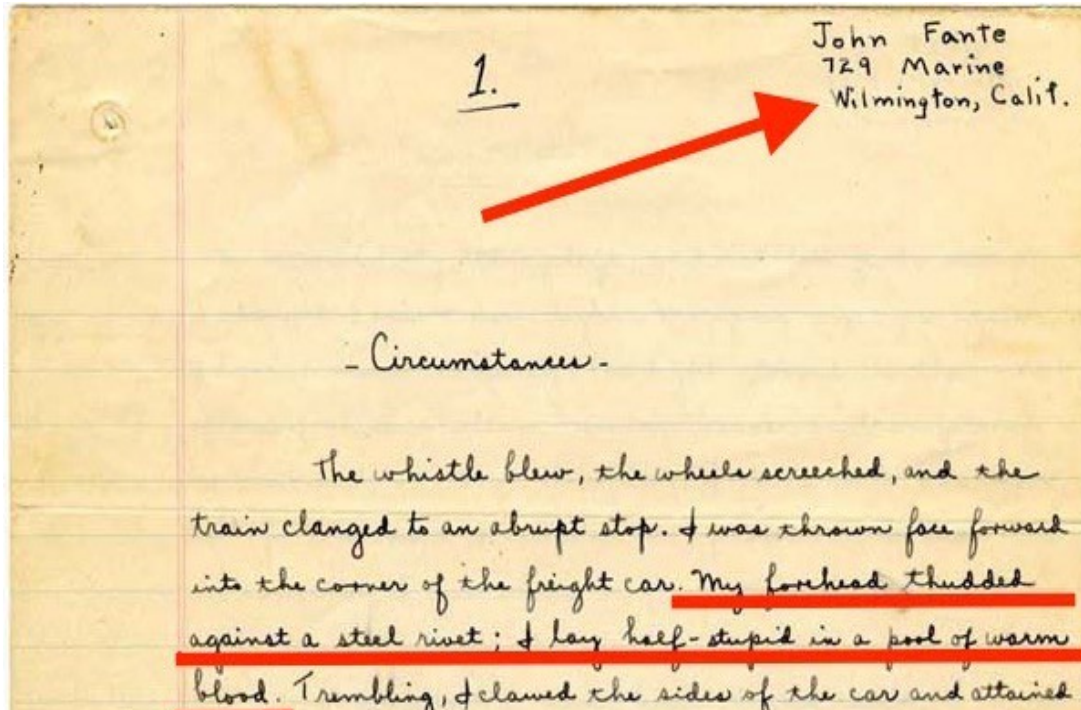 John Fante
729 Marine
Wilmington, Calif.
1.
- Circumstances -
The whistle blew, the wheels screeched, and the
train clanged to an abrupt stop. I was thrown face forward
into the corner of the freight car. My forehead thudded
against a steel rivet; I lay half-stupid in a pool of warm
blood. Trembling, I clawed the sides of the car and attained